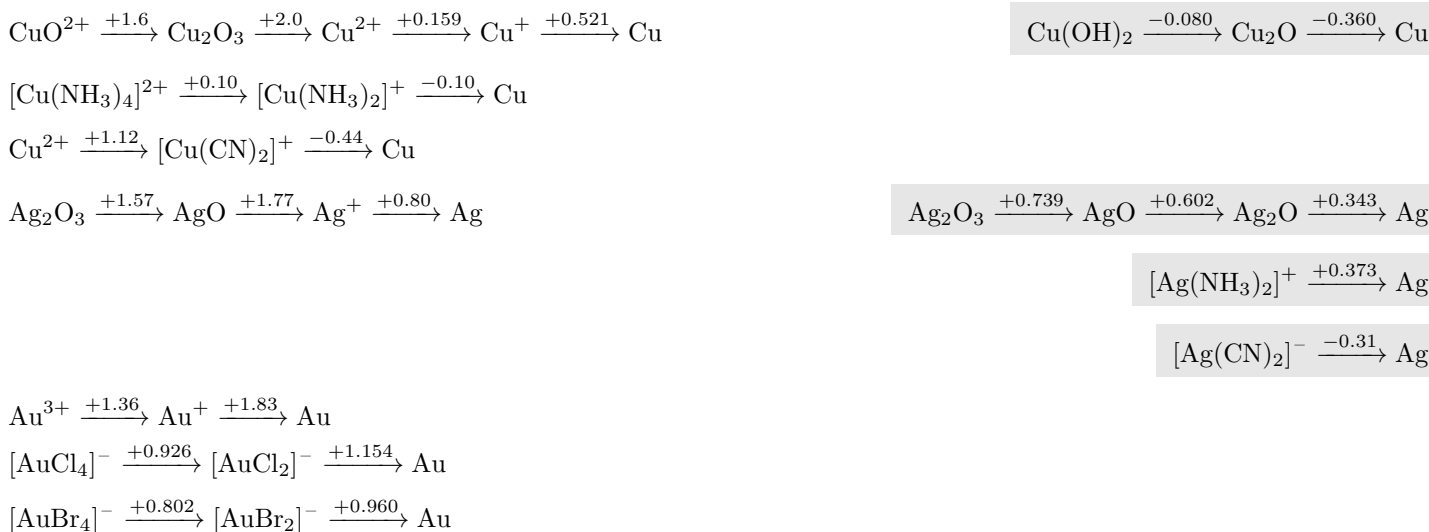 CuO²⁺ —+1.6→ Cu₂O₃ —+2.0→ Cu²⁺ —+0.159→ Cu⁺ —+0.521→ Cu
Cu(OH)₂ —−0.080→ Cu₂O —−0.360→ Cu
[Cu(NH₃)₄]²⁺ —+0.10→ [Cu(NH₃)₂]⁺ —−0.10→ Cu
Cu²⁺ —+1.12→ [Cu(CN)₂]⁺ —−0.44→ Cu
Ag₂O₃ —+1.57→ AgO —+1.77→ Ag⁺ —+0.80→ Ag
Ag₂O₃ —+0.739→ AgO —+0.602→ Ag₂O —+0.343→ Ag
[Ag(NH₃)₂]⁺ —+0.373→ Ag
[Ag(CN)₂]⁻ —−0.31→ Ag
Au³⁺ —+1.36→ Au⁺ —+1.83→ Au
[AuCl₄]⁻ —+0.926→ [AuCl₂]⁻ —+1.154→ Au
[AuBr₄]⁻ —+0.802→ [AuBr₂]⁻ —+0.960→ Au